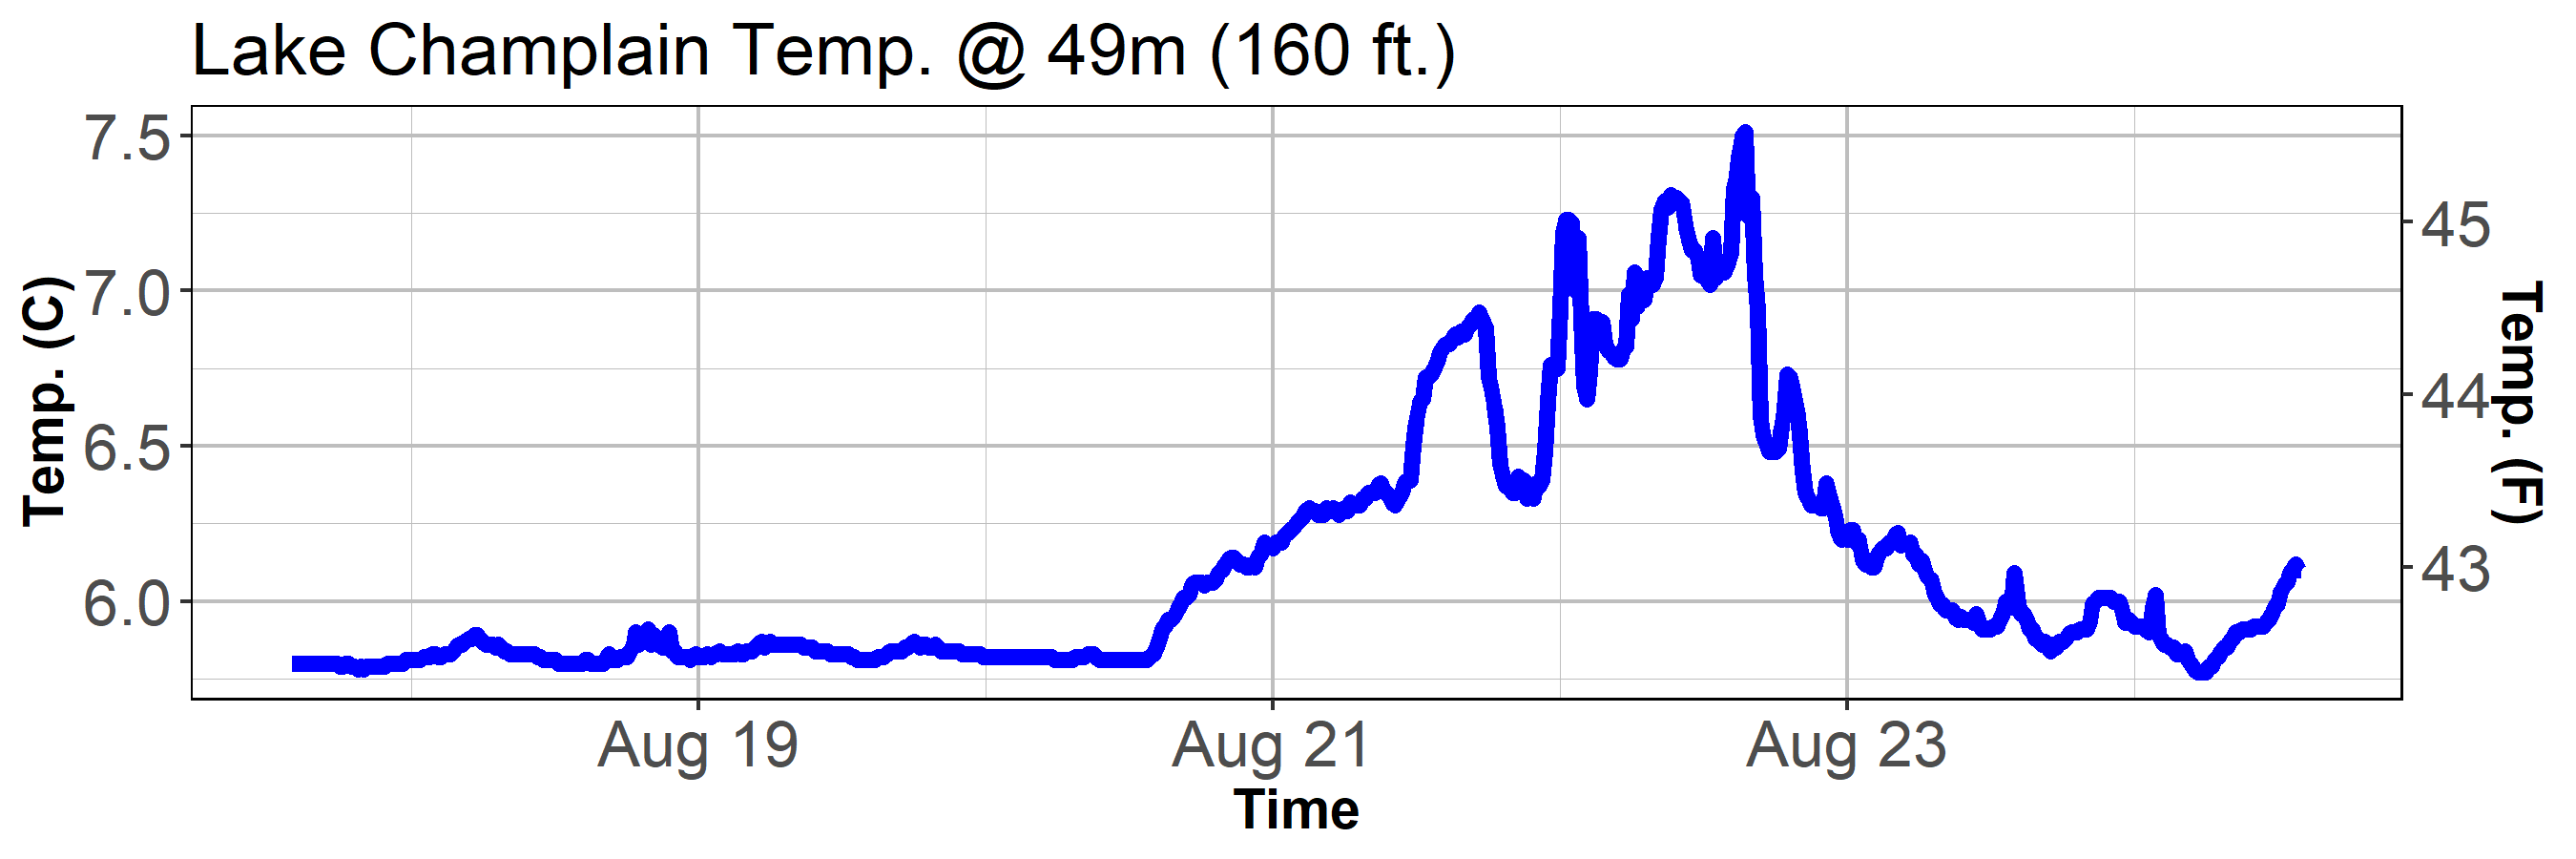 Lake Champlain Temp. @ 49m (160 ft.)
7.5
7.0
6.5
6.0
Temp. (C)
45
44
43
Temp. (F)
Aug 19
Aug 21
Aug 23
Time